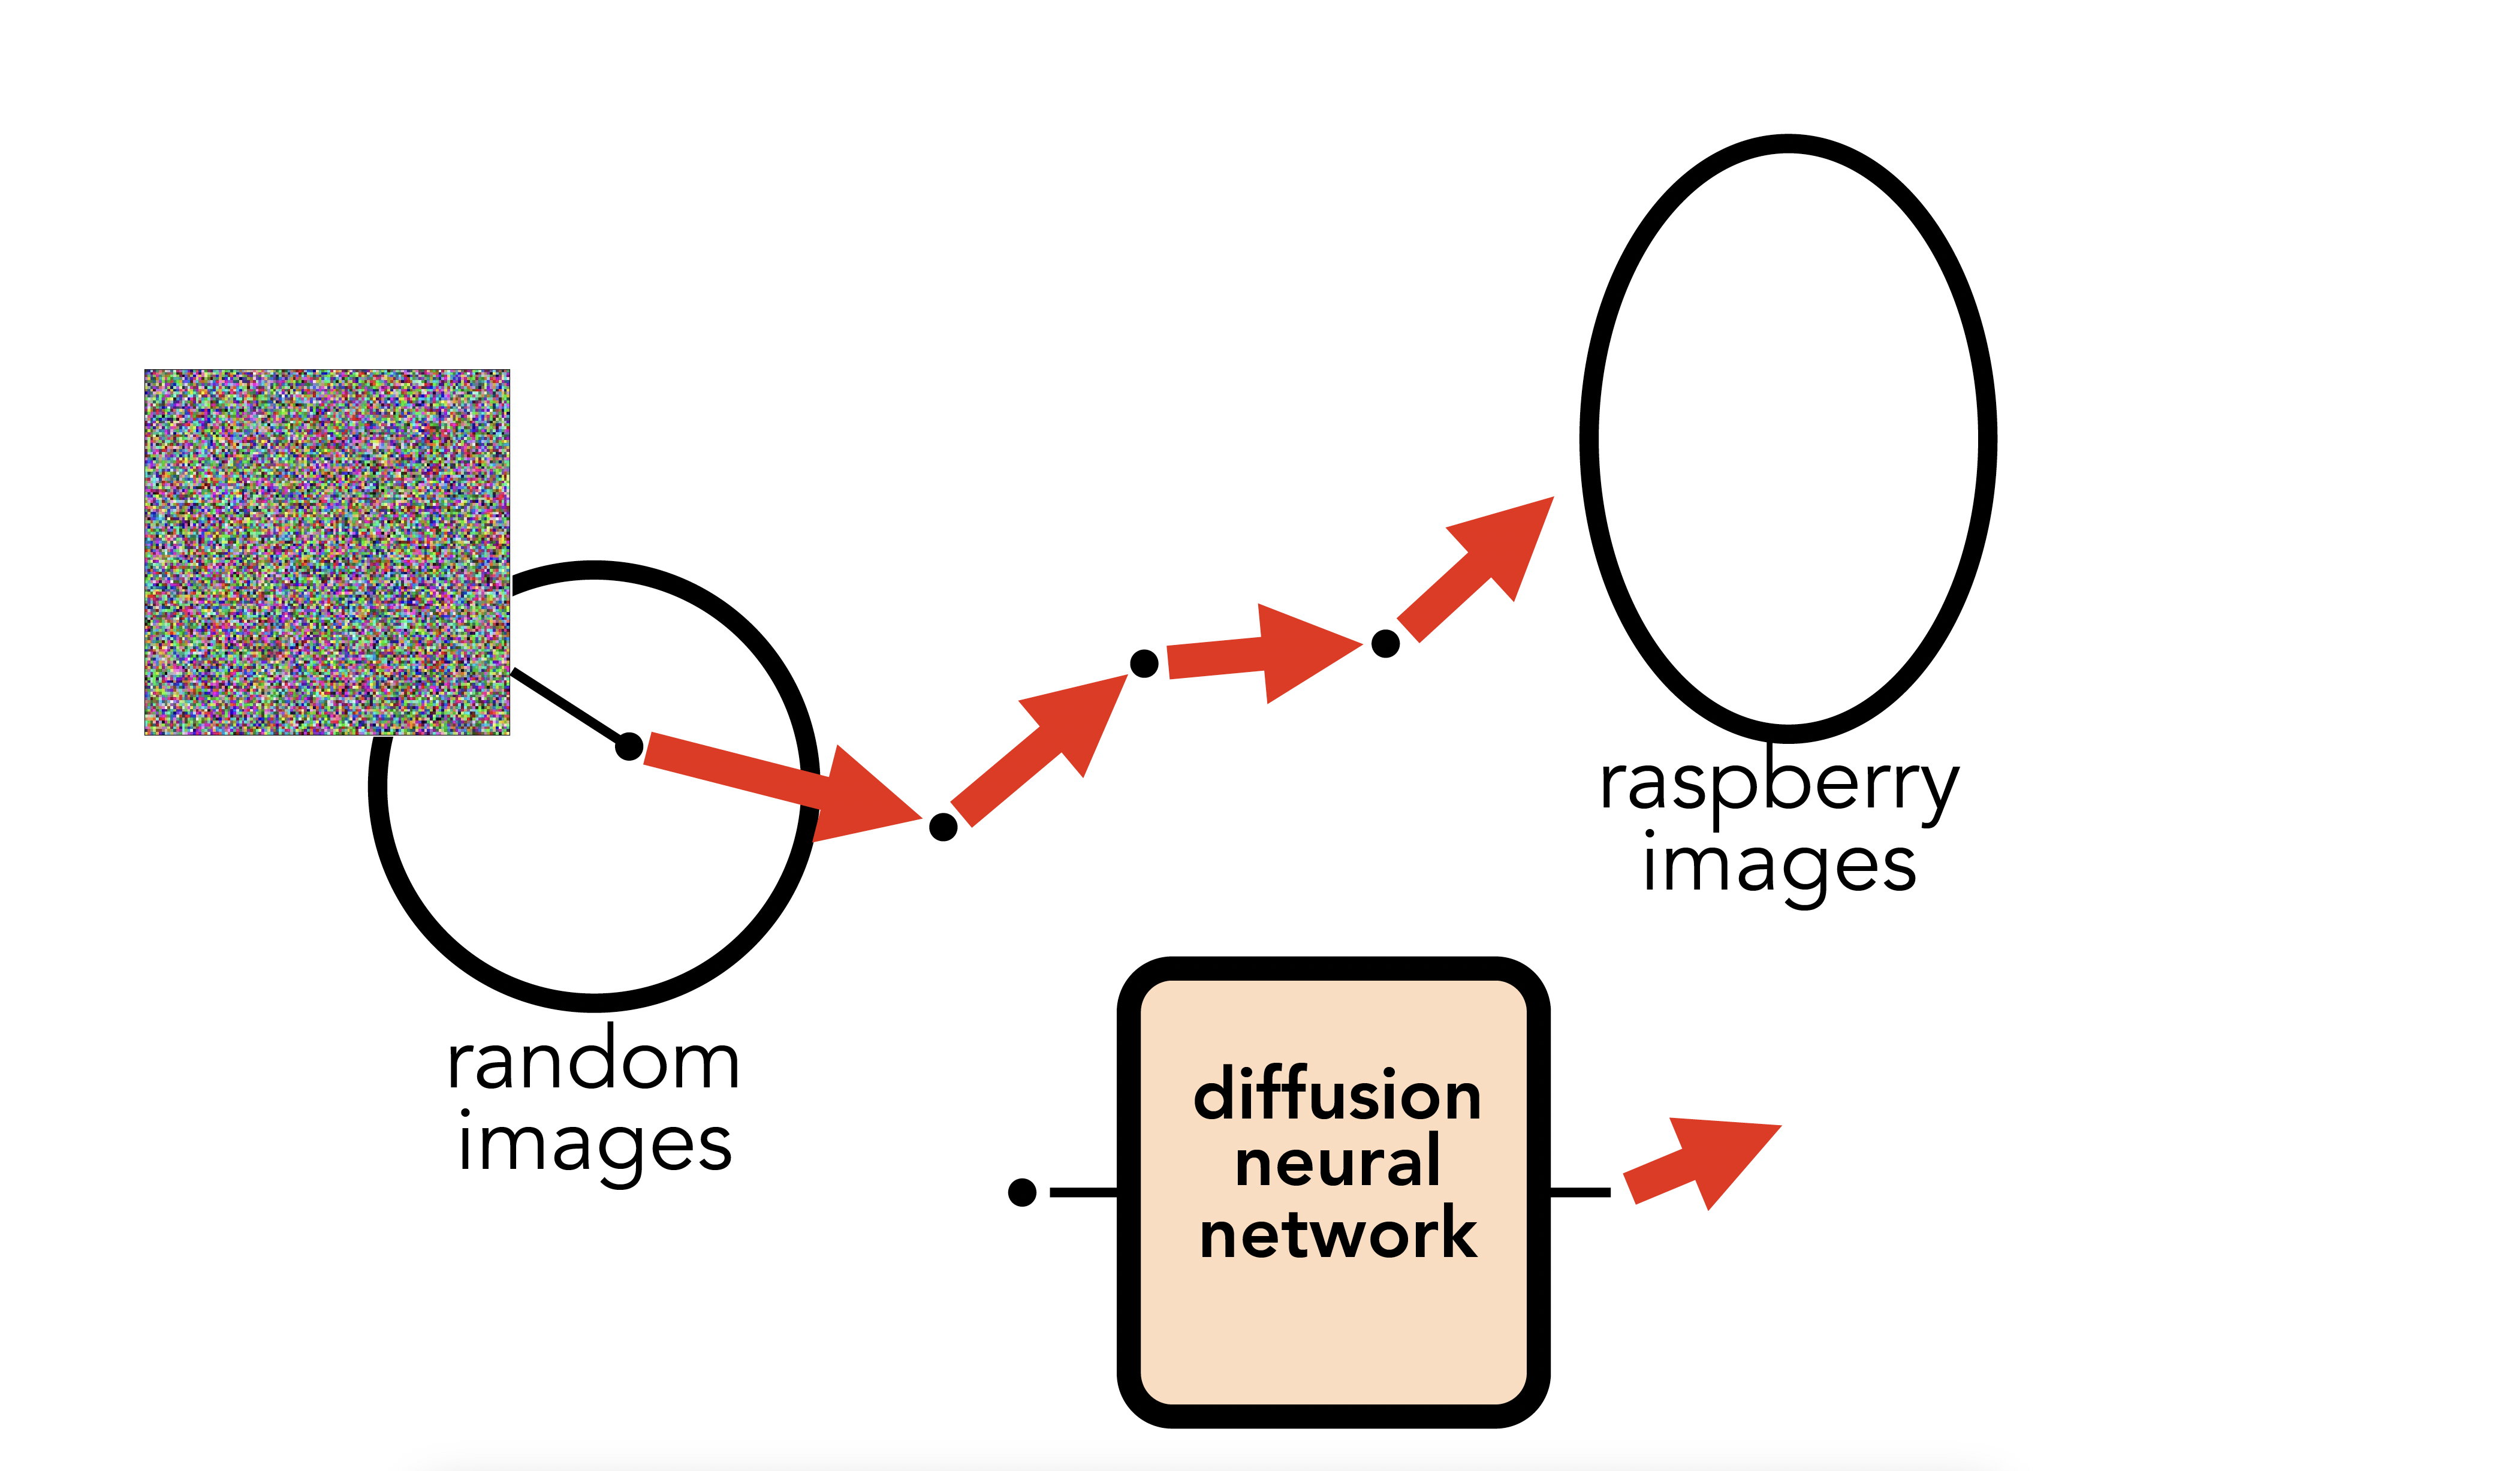 raspberry
images
random
images
diffusion
neural
network